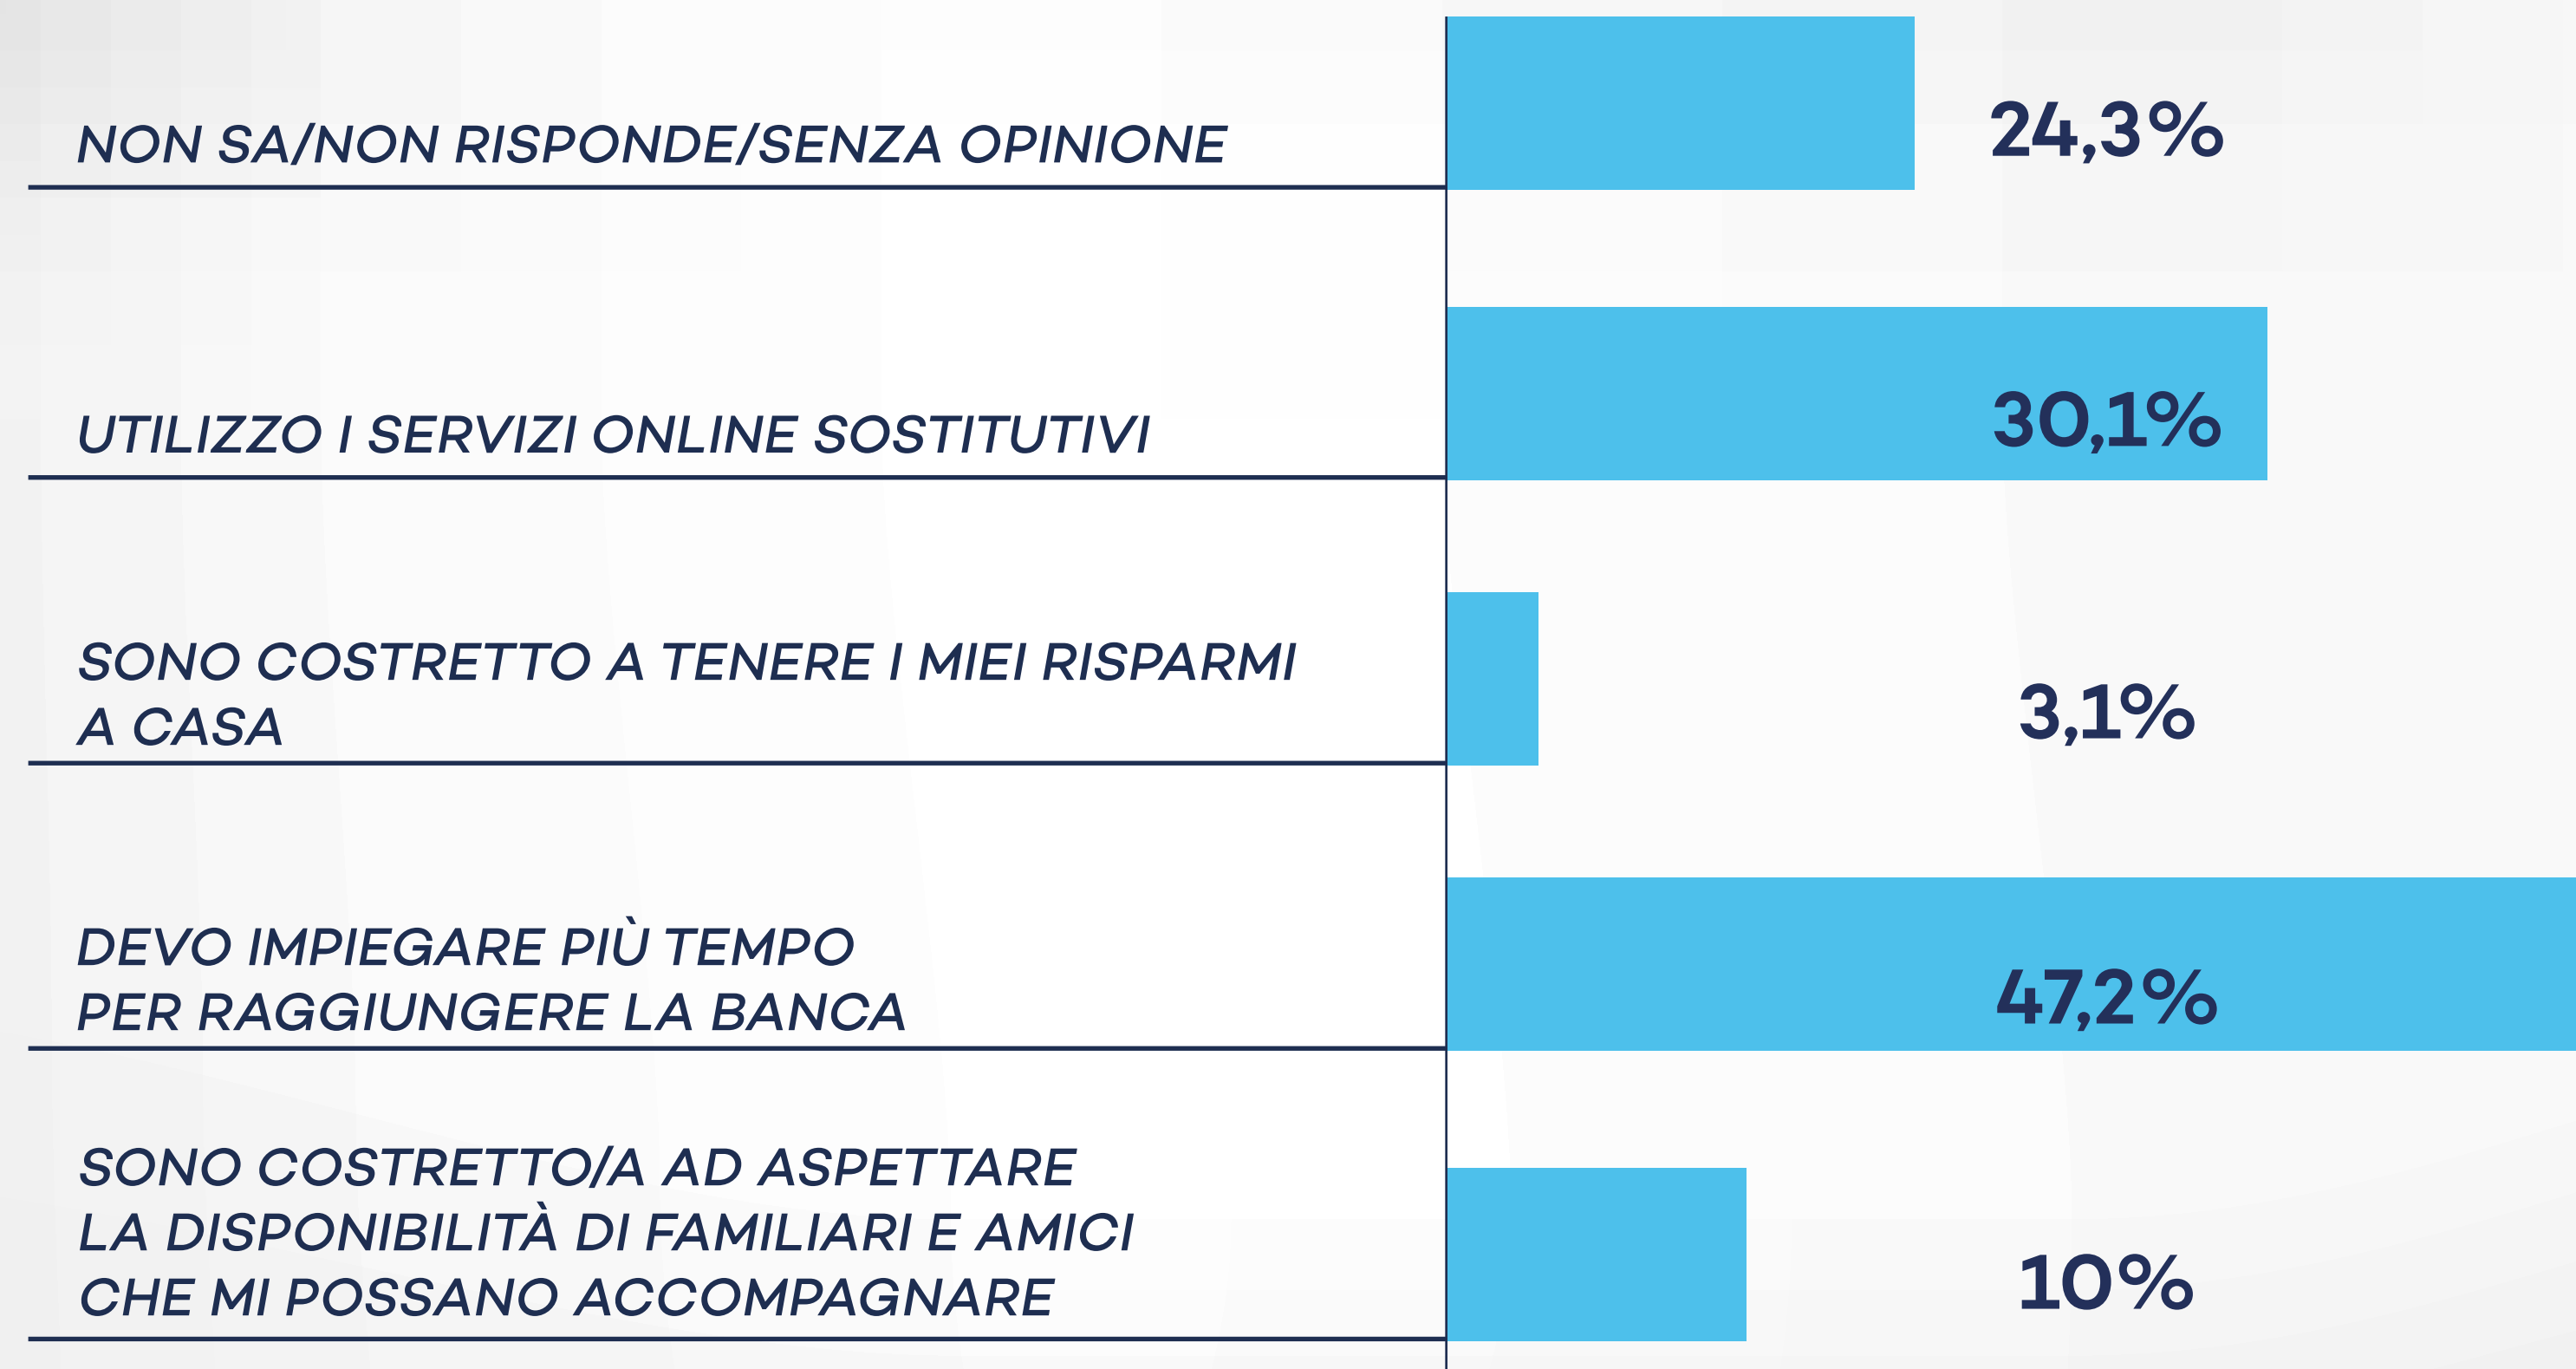 NON SA/NON RISPONDE/SENZA OPINIONE
24,3%
UTILIZZO I SERVIZI ONLINE SOSTITUTIVI
30,1%
SONO COSTRETTO A TENERE I MIEI RISPARMI
A CASA
3,1%
DEVO IMPIEGARE PIÙ TEMPO
PER RAGGIUNGERE LA BANCA
47,2%
SONO COSTRETTO/A AD ASPETTARE
LA DISPONIBILITÀ DI FAMILIARI E AMICI
CHE MI POSSANO ACCOMPAGNARE
10%